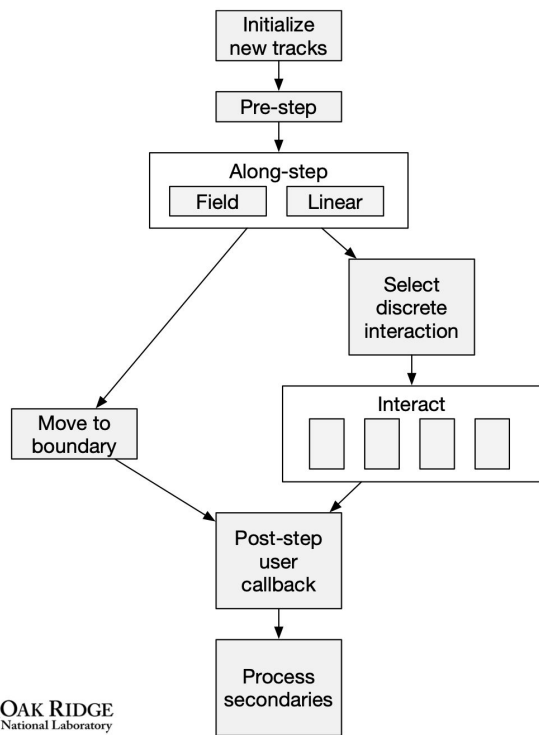 Initialize
new tracks
Pre-step
Along-step
Field
Linear
Select
discrete
interaction
Move to
boundary
Interact
Post-step
user
callback
Process
secondaries
OAK RIDGE
National Laboratory